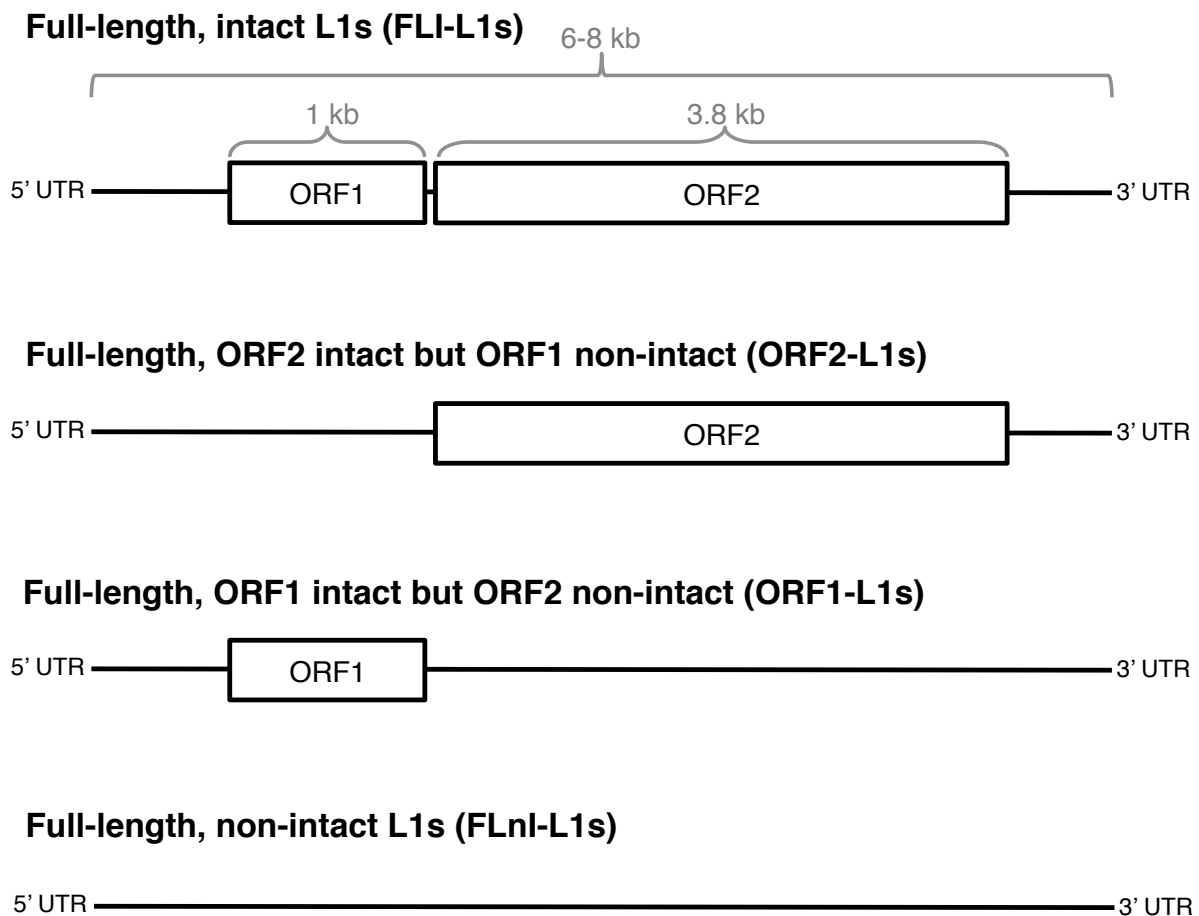 Full-length, intact L1s (FLI-L1s)
6-8 kb
1 kb
3.8 kb
5’ UTR
ORF1
ORF2
3’ UTR
Full-length, ORF2 intact but ORF1 non-intact (ORF2-L1s)
5’ UTR
ORF2
3’ UTR
Full-length, ORF1 intact but ORF2 non-intact (ORF1-L1s)
5’ UTR
ORF1
3’ UTR
Full-length, non-intact L1s (FLnI-L1s)
5’ UTR
3’ UTR